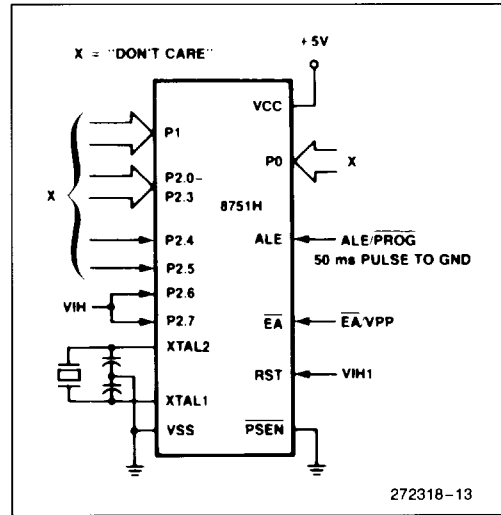 X = "DON'T CARE"
+5V
VCC
P1
P0
X
P2.0-
P2.3
X
8751H
P2.4
ALE
ALE/PROG
50 ms PULSE TO GND
P2.5
P2.6
VIH
P2.7
EA
EA/VPP
XTAL2
RST
VIH1
XTAL1
VSS
PSEN
272318-13